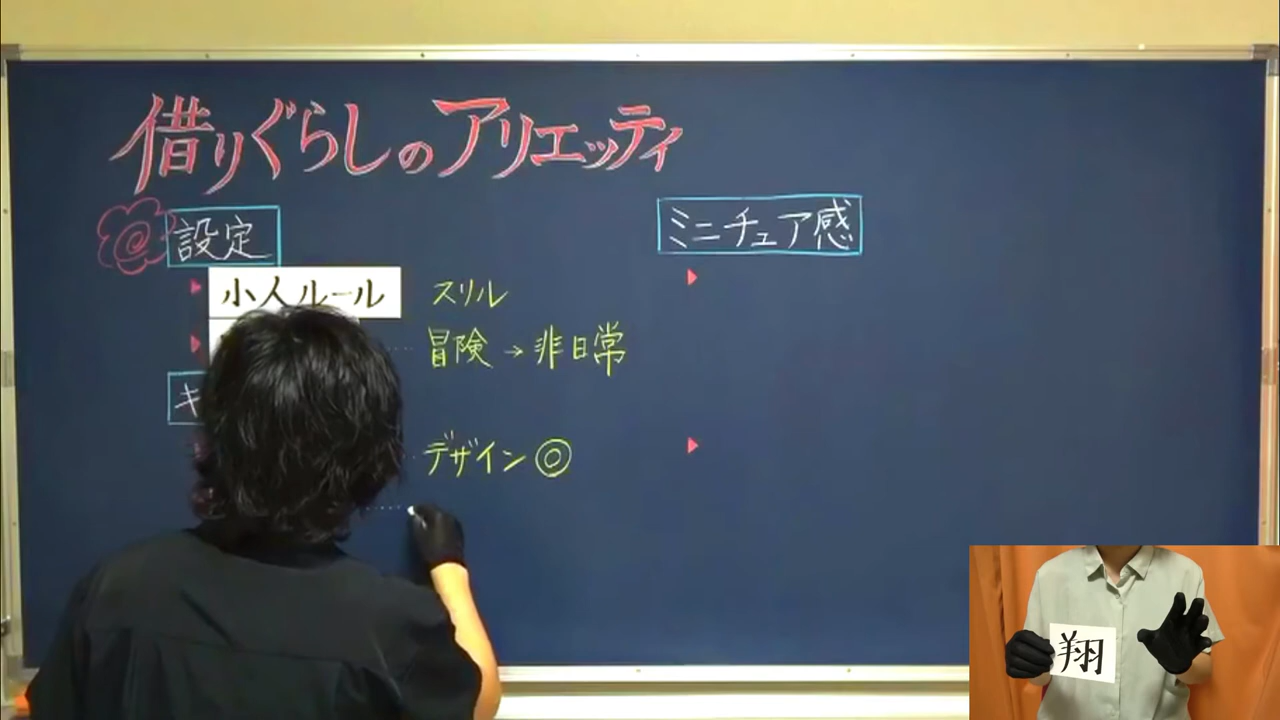 借りぐらしのアリエッティ
設定
小人ルール スリル
冒険→非日常
キ
デザイン◎
ミニチュア感
翔